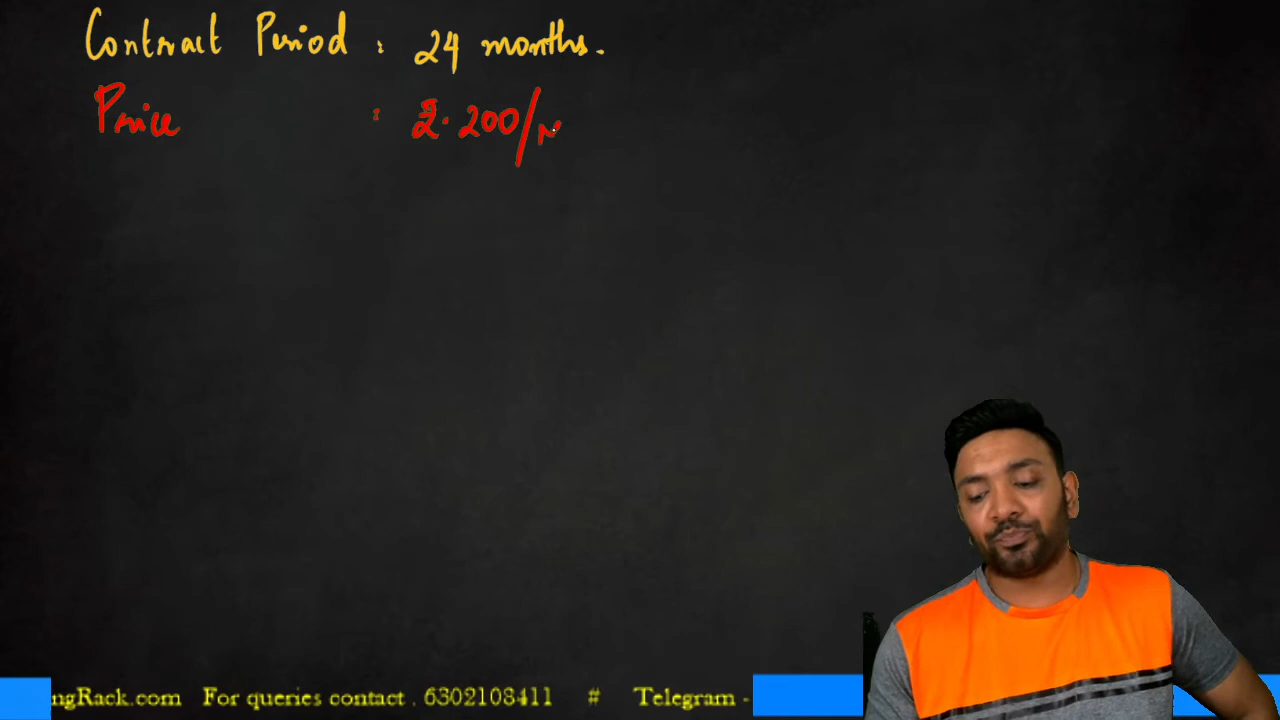 Contract Period : 24 months.
Price : ₹. 200/
ngRack.com For queries contact . 6302108411 # Telegram -